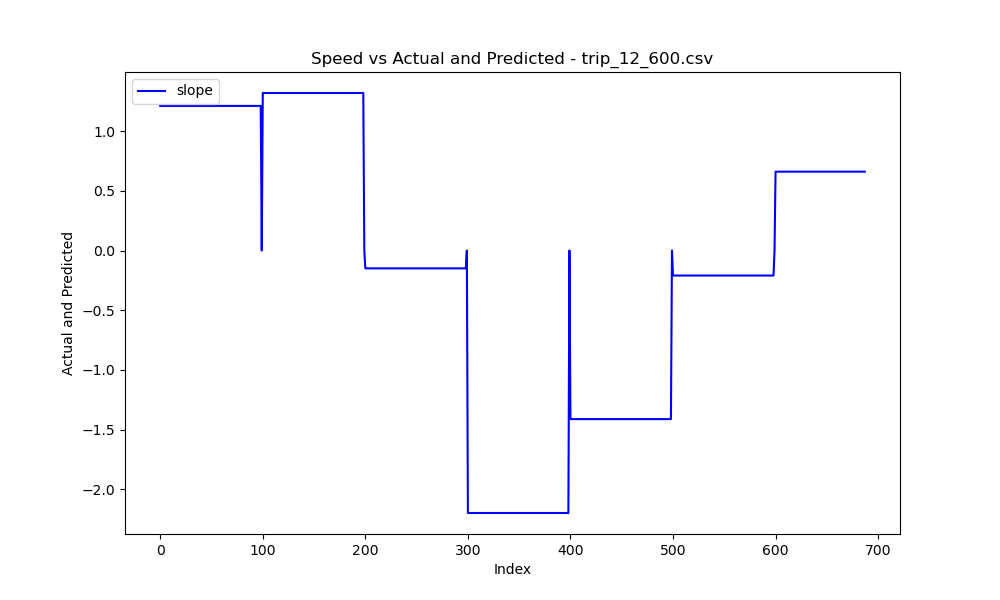 Speed vs Actual and Predicted - trip_12_600.csv
slope
1.0
0.5
0.0
−0.5
−1.0
−1.5
−2.0
Actual and Predicted
0 100 200 300 400 500 600 700
Index